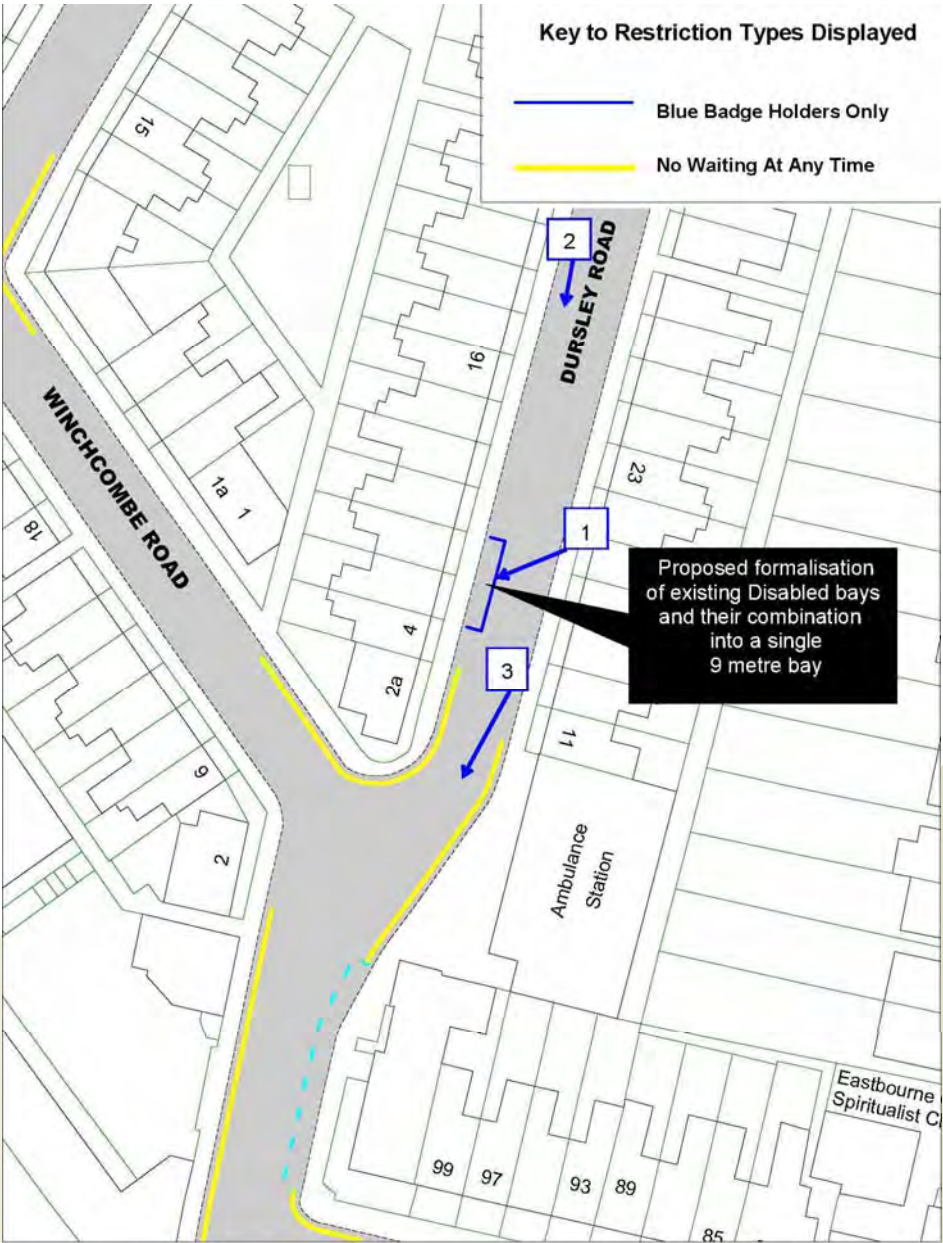 Key to Restriction Types Displayed
Blue Badge Holders Only
No Waiting At Any Time
15
2
DURSLEY ROAD
16
WINCHCOMBE ROAD
23
1a
1
18
1
Proposed formalisation
of existing Disabled bays
and their combination
into a single
9 metre bay
4
3
2a
11
9
2
Ambulance
Station
Eastbourne
Spiritualist C
99
97
93
89
85